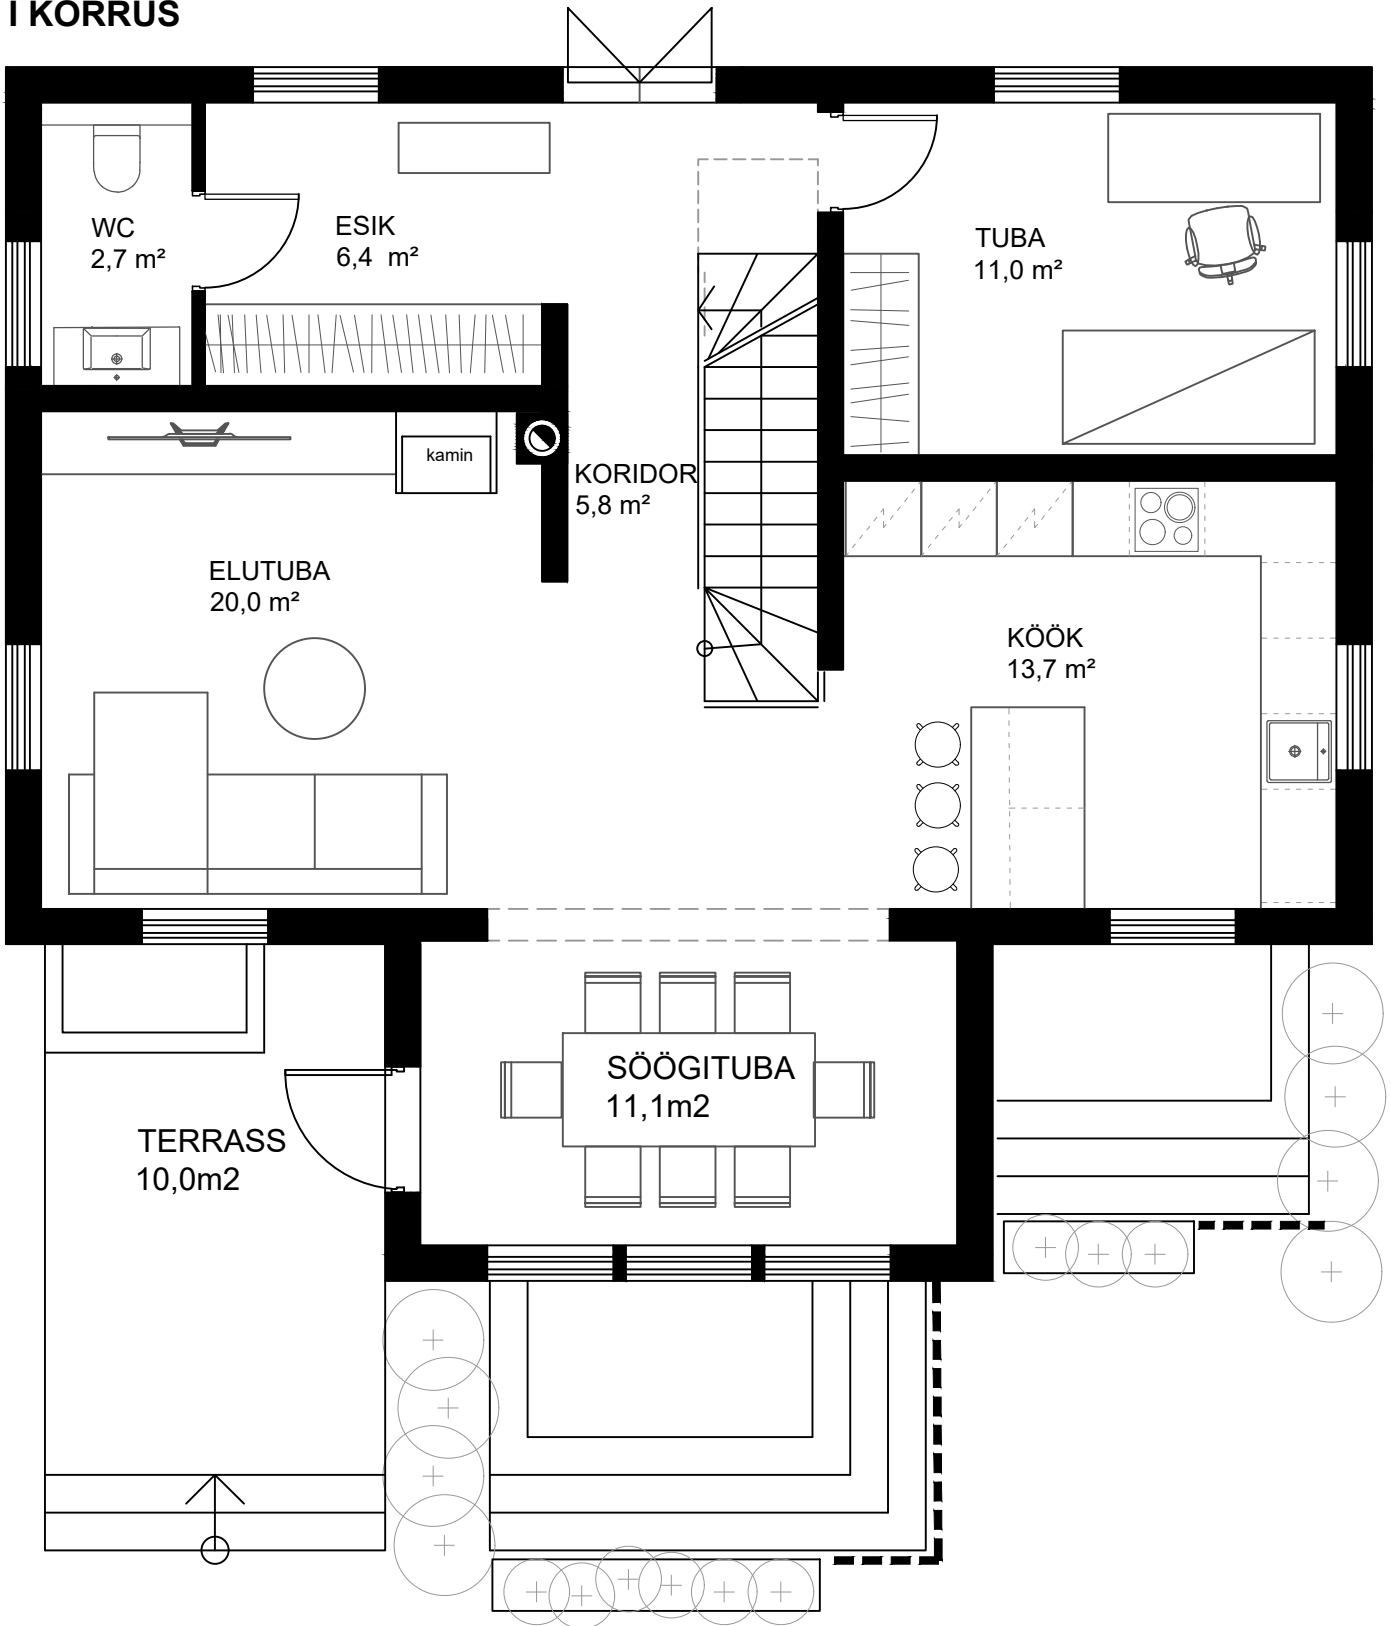 I KORRUS
WC
2,7 m²
ESIK
6,4 m²
TUBA
11,0 m²
kamin
KORIDOR
5,8 m²
ELUTUBA
20,0 m²
KÖÖK
13,7 m²
SÖÖGITUBA
11,1m2
TERRASS
10,0m2